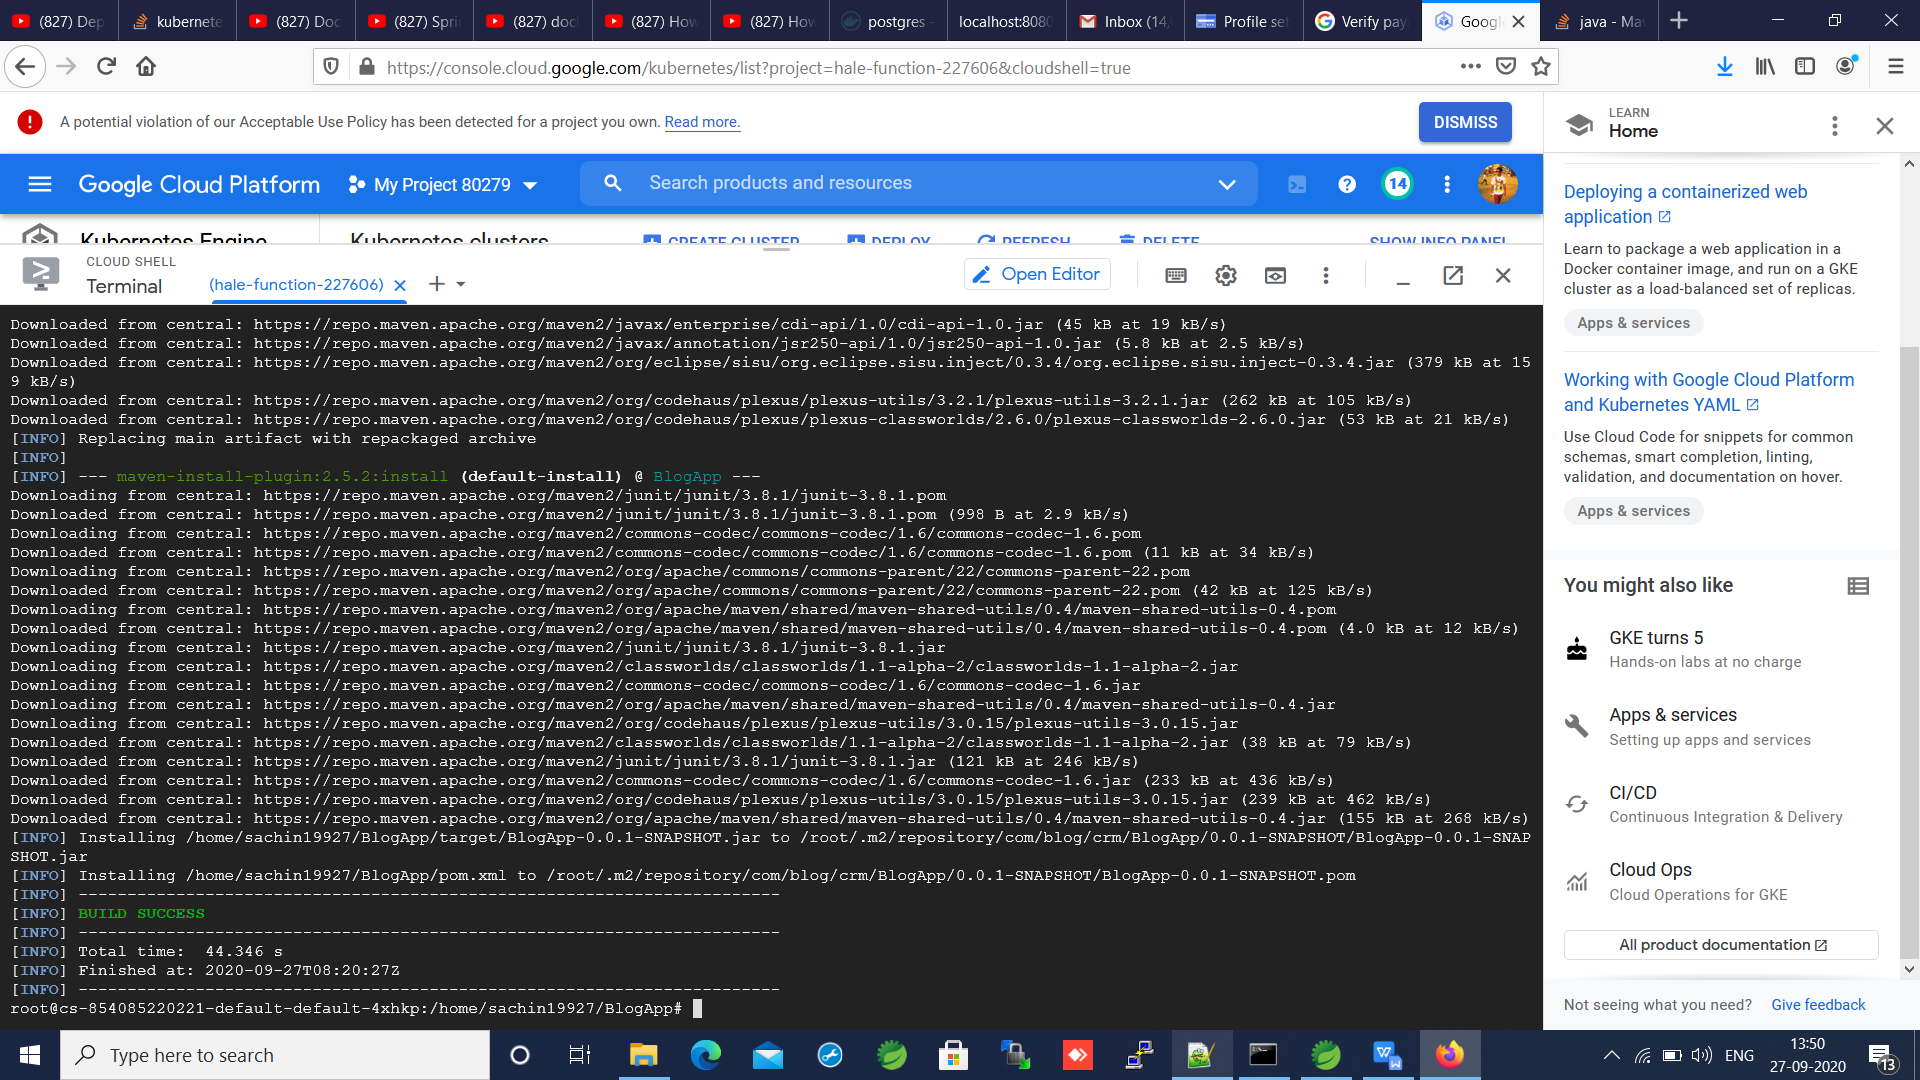 (827) Dep
kubernete
(827) Doc
(827) Spri
(827) doc
(827) How
(827) How
postgres -
localhost:8080
Inbox (14,
Profile set
Verify pay
Googl
java - Ma
https://console.cloud.google.com/kubernetes/list?project=hale-function-227606&cloudshell=true
A potential violation of our Acceptable Use Policy has been detected for a project you own. Read more.
DISMISS
Google Cloud Platform
My Project 80279
Search products and resources
14
Kubernetes Engine
Kubernetes clusters
CREATE CLUSTER
DEPLOY
REFRESH
DELETE
SHOW INFO PANEL
CLOUD SHELL
Terminal
(hale-function-227606)
Open Editor
Downloaded from central: https://repo.maven.apache.org/maven2/javax/enterprise/cdi-api/1.0/cdi-api-1.0.jar (45 kB at 19 kB/s)
Downloaded from central: https://repo.maven.apache.org/maven2/javax/annotation/jsr250-api/1.0/jsr250-api-1.0.jar (5.8 kB at 2.5 kB/s)
Downloaded from central: https://repo.maven.apache.org/maven2/org/eclipse/sisu/org.eclipse.sisu.inject/0.3.4/org.eclipse.sisu.inject-0.3.4.jar (379 kB at 15
9 kB/s)
Downloaded from central: https://repo.maven.apache.org/maven2/org/codehaus/plexus/plexus-utils/3.2.1/plexus-utils-3.2.1.jar (262 kB at 105 kB/s)
Downloaded from central: https://repo.maven.apache.org/maven2/org/codehaus/plexus/plexus-classworlds/2.6.0/plexus-classworlds-2.6.0.jar (53 kB at 21 kB/s)
[INFO] Replacing main artifact with repackaged archive
[INFO]
[INFO] --- maven-install-plugin:2.5.2:install (default-install) @ BlogApp ---
Downloading from central: https://repo.maven.apache.org/maven2/junit/junit/3.8.1/junit-3.8.1.pom
Downloaded from central: https://repo.maven.apache.org/maven2/junit/junit/3.8.1/junit-3.8.1.pom (998 B at 2.9 kB/s)
Downloading from central: https://repo.maven.apache.org/maven2/commons-codec/commons-codec/1.6/commons-codec-1.6.pom
Downloaded from central: https://repo.maven.apache.org/maven2/commons-codec/commons-codec/1.6/commons-codec-1.6.pom (11 kB at 34 kB/s)
Downloading from central: https://repo.maven.apache.org/maven2/org/apache/commons/commons-parent/22/commons-parent-22.pom
Downloaded from central: https://repo.maven.apache.org/maven2/org/apache/commons/commons-parent/22/commons-parent-22.pom (42 kB at 125 kB/s)
Downloading from central: https://repo.maven.apache.org/maven2/org/apache/maven/shared/maven-shared-utils/0.4/maven-shared-utils-0.4.pom
Downloaded from central: https://repo.maven.apache.org/maven2/org/apache/maven/shared/maven-shared-utils/0.4/maven-shared-utils-0.4.pom (4.0 kB at 12 kB/s)
Downloading from central: https://repo.maven.apache.org/maven2/junit/junit/3.8.1/junit-3.8.1.jar
Downloading from central: https://repo.maven.apache.org/maven2/classworlds/classworlds/1.1-alpha-2/classworlds-1.1-alpha-2.jar
Downloading from central: https://repo.maven.apache.org/maven2/commons-codec/commons-codec/1.6/commons-codec-1.6.jar
Downloading from central: https://repo.maven.apache.org/maven2/org/apache/maven/shared/maven-shared-utils/0.4/maven-shared-utils-0.4.jar
Downloading from central: https://repo.maven.apache.org/maven2/org/codehaus/plexus/plexus-utils/3.0.15/plexus-utils-3.0.15.jar
Downloaded from central: https://repo.maven.apache.org/maven2/classworlds/classworlds/1.1-alpha-2/classworlds-1.1-alpha-2.jar (38 kB at 79 kB/s)
Downloaded from central: https://repo.maven.apache.org/maven2/junit/junit/3.8.1/junit-3.8.1.jar (121 kB at 246 kB/s)
Downloaded from central: https://repo.maven.apache.org/maven2/commons-codec/commons-codec/1.6/commons-codec-1.6.jar (233 kB at 436 kB/s)
Downloaded from central: https://repo.maven.apache.org/maven2/org/codehaus/plexus/plexus-utils/3.0.15/plexus-utils-3.0.15.jar (239 kB at 462 kB/s)
Downloaded from central: https://repo.maven.apache.org/maven2/org/apache/maven/shared/maven-shared-utils/0.4/maven-shared-utils-0.4.jar (155 kB at 268 kB/s)
[INFO] Installing /home/sachin19927/BlogApp/target/BlogApp-0.0.1-SNAPSHOT.jar to /root/.m2/repository/com/blog/crm/BlogApp/0.0.1-SNAPSHOT/BlogApp-0.0.1-SNAP
SHOT.jar
[INFO] Installing /home/sachin19927/BlogApp/pom.xml to /root/.m2/repository/com/blog/crm/BlogApp/0.0.1-SNAPSHOT/BlogApp-0.0.1-SNAPSHOT.pom
[INFO] ------------------------------------------------------------------------
[INFO] BUILD SUCCESS
[INFO] ------------------------------------------------------------------------
[INFO] Total time:  44.346 s
[INFO] Finished at: 2020-09-27T08:20:27Z
[INFO] ------------------------------------------------------------------------
root@cs-854085220221-default-default-4xhkp:/home/sachin19927/BlogApp#
LEARN
Home
Deploying a containerized web
application
Learn to package a web application in a
Docker container image, and run on a GKE
cluster as a load-balanced set of replicas.
Apps & services
Working with Google Cloud Platform
and Kubernetes YAML
Use Cloud Code for snippets for common
schemas, smart completion, linting,
validation, and documentation on hover.
Apps & services
You might also like
GKE turns 5
Hands-on labs at no charge
Apps & services
Setting up apps and services
CI/CD
Continuous Integration & Delivery
Cloud Ops
Cloud Operations for GKE
All product documentation
Not seeing what you need? Give feedback
Type here to search
ENG
13:50
27-09-2020
13